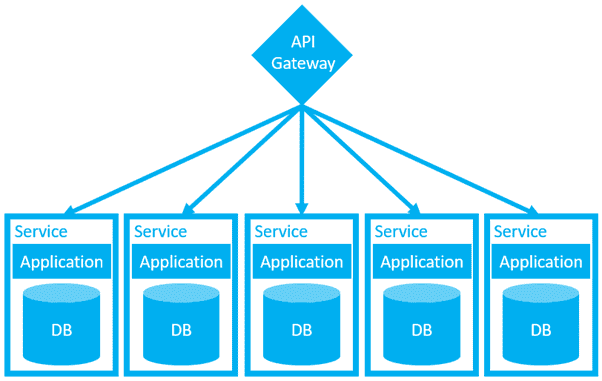 API
Gateway
Service
Service
Service
Service
Service
Application
Application
Application
Application
Application
DB
DB
DB
DB
DB